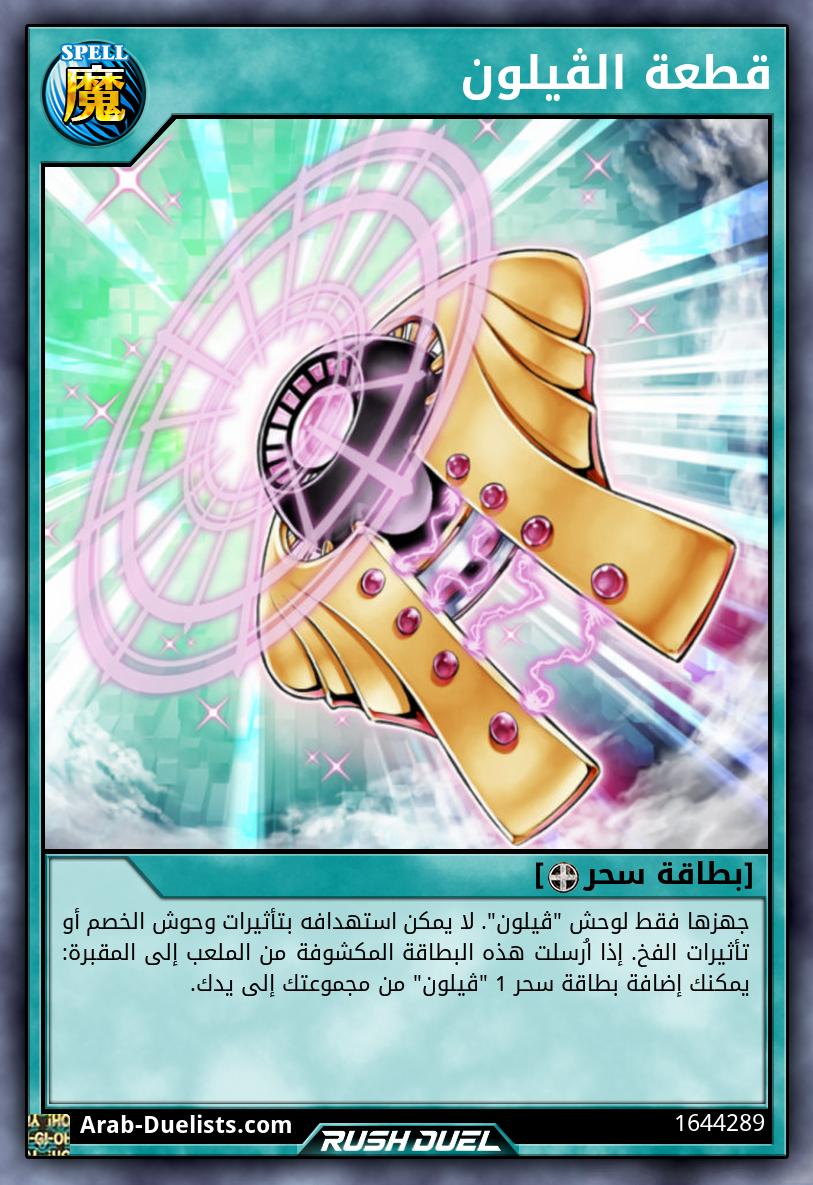 SPELL
魔
قطعة الڤيلون
[بطاقة سحر]
جهزها فقط لوحش "ڤيلون". لا يمكن استهدافه بتأثيرات وحوش الخصم أو
تأثيرات الفخ. إذا اُرسلت هذه البطاقة المكشوفة من الملعب إلى المقبرة:
يمكنك إضافة بطاقة سحر 1 "ڤيلون" من مجموعتك إلى يدك.
Arab-Duelists.com
RUSH DUEL
1644289